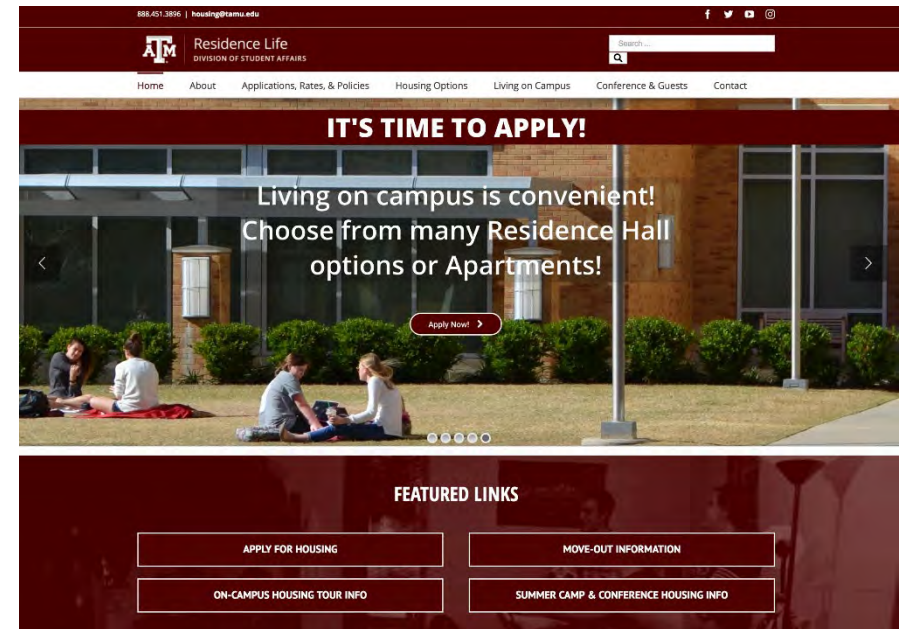 888.451.3896 | housing@tamu.edu
ĀTM Residence Life
DIVISION OF STUDENT AFFAIRS
Search ...
Home About Applications, Rates, & Policies Housing Options Living on Campus Conference & Guests Contact
IT'S TIME TO APPLY!
Living on campus is convenient!
Choose from many Residence Hall
options or Apartments!
Apply Now!
FEATURED LINKS
APPLY FOR HOUSING MOVE-OUT INFORMATION
ON-CAMPUS HOUSING TOUR INFO SUMMER CAMP & CONFERENCE HOUSING INFO